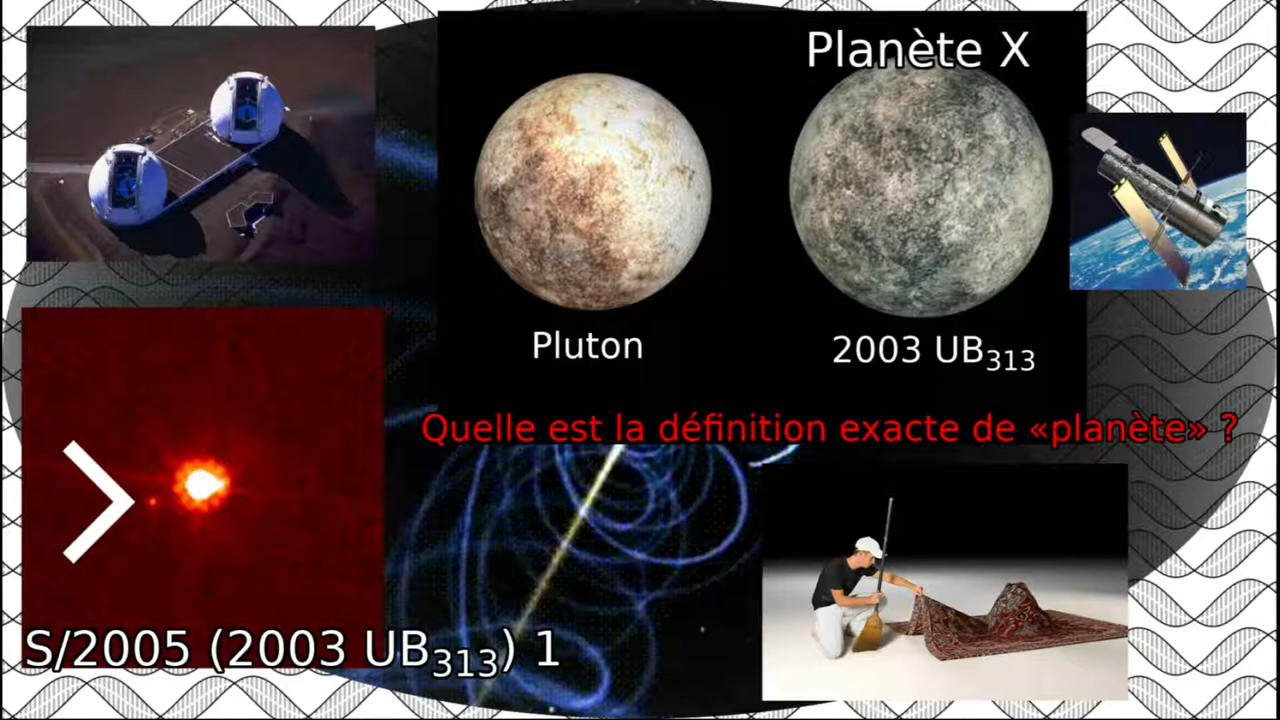 Planète X
Pluton
2003 UB₃₁₃
Quelle est la définition exacte de «planète» ?
S/2005 (2003 UB₃₁₃) 1